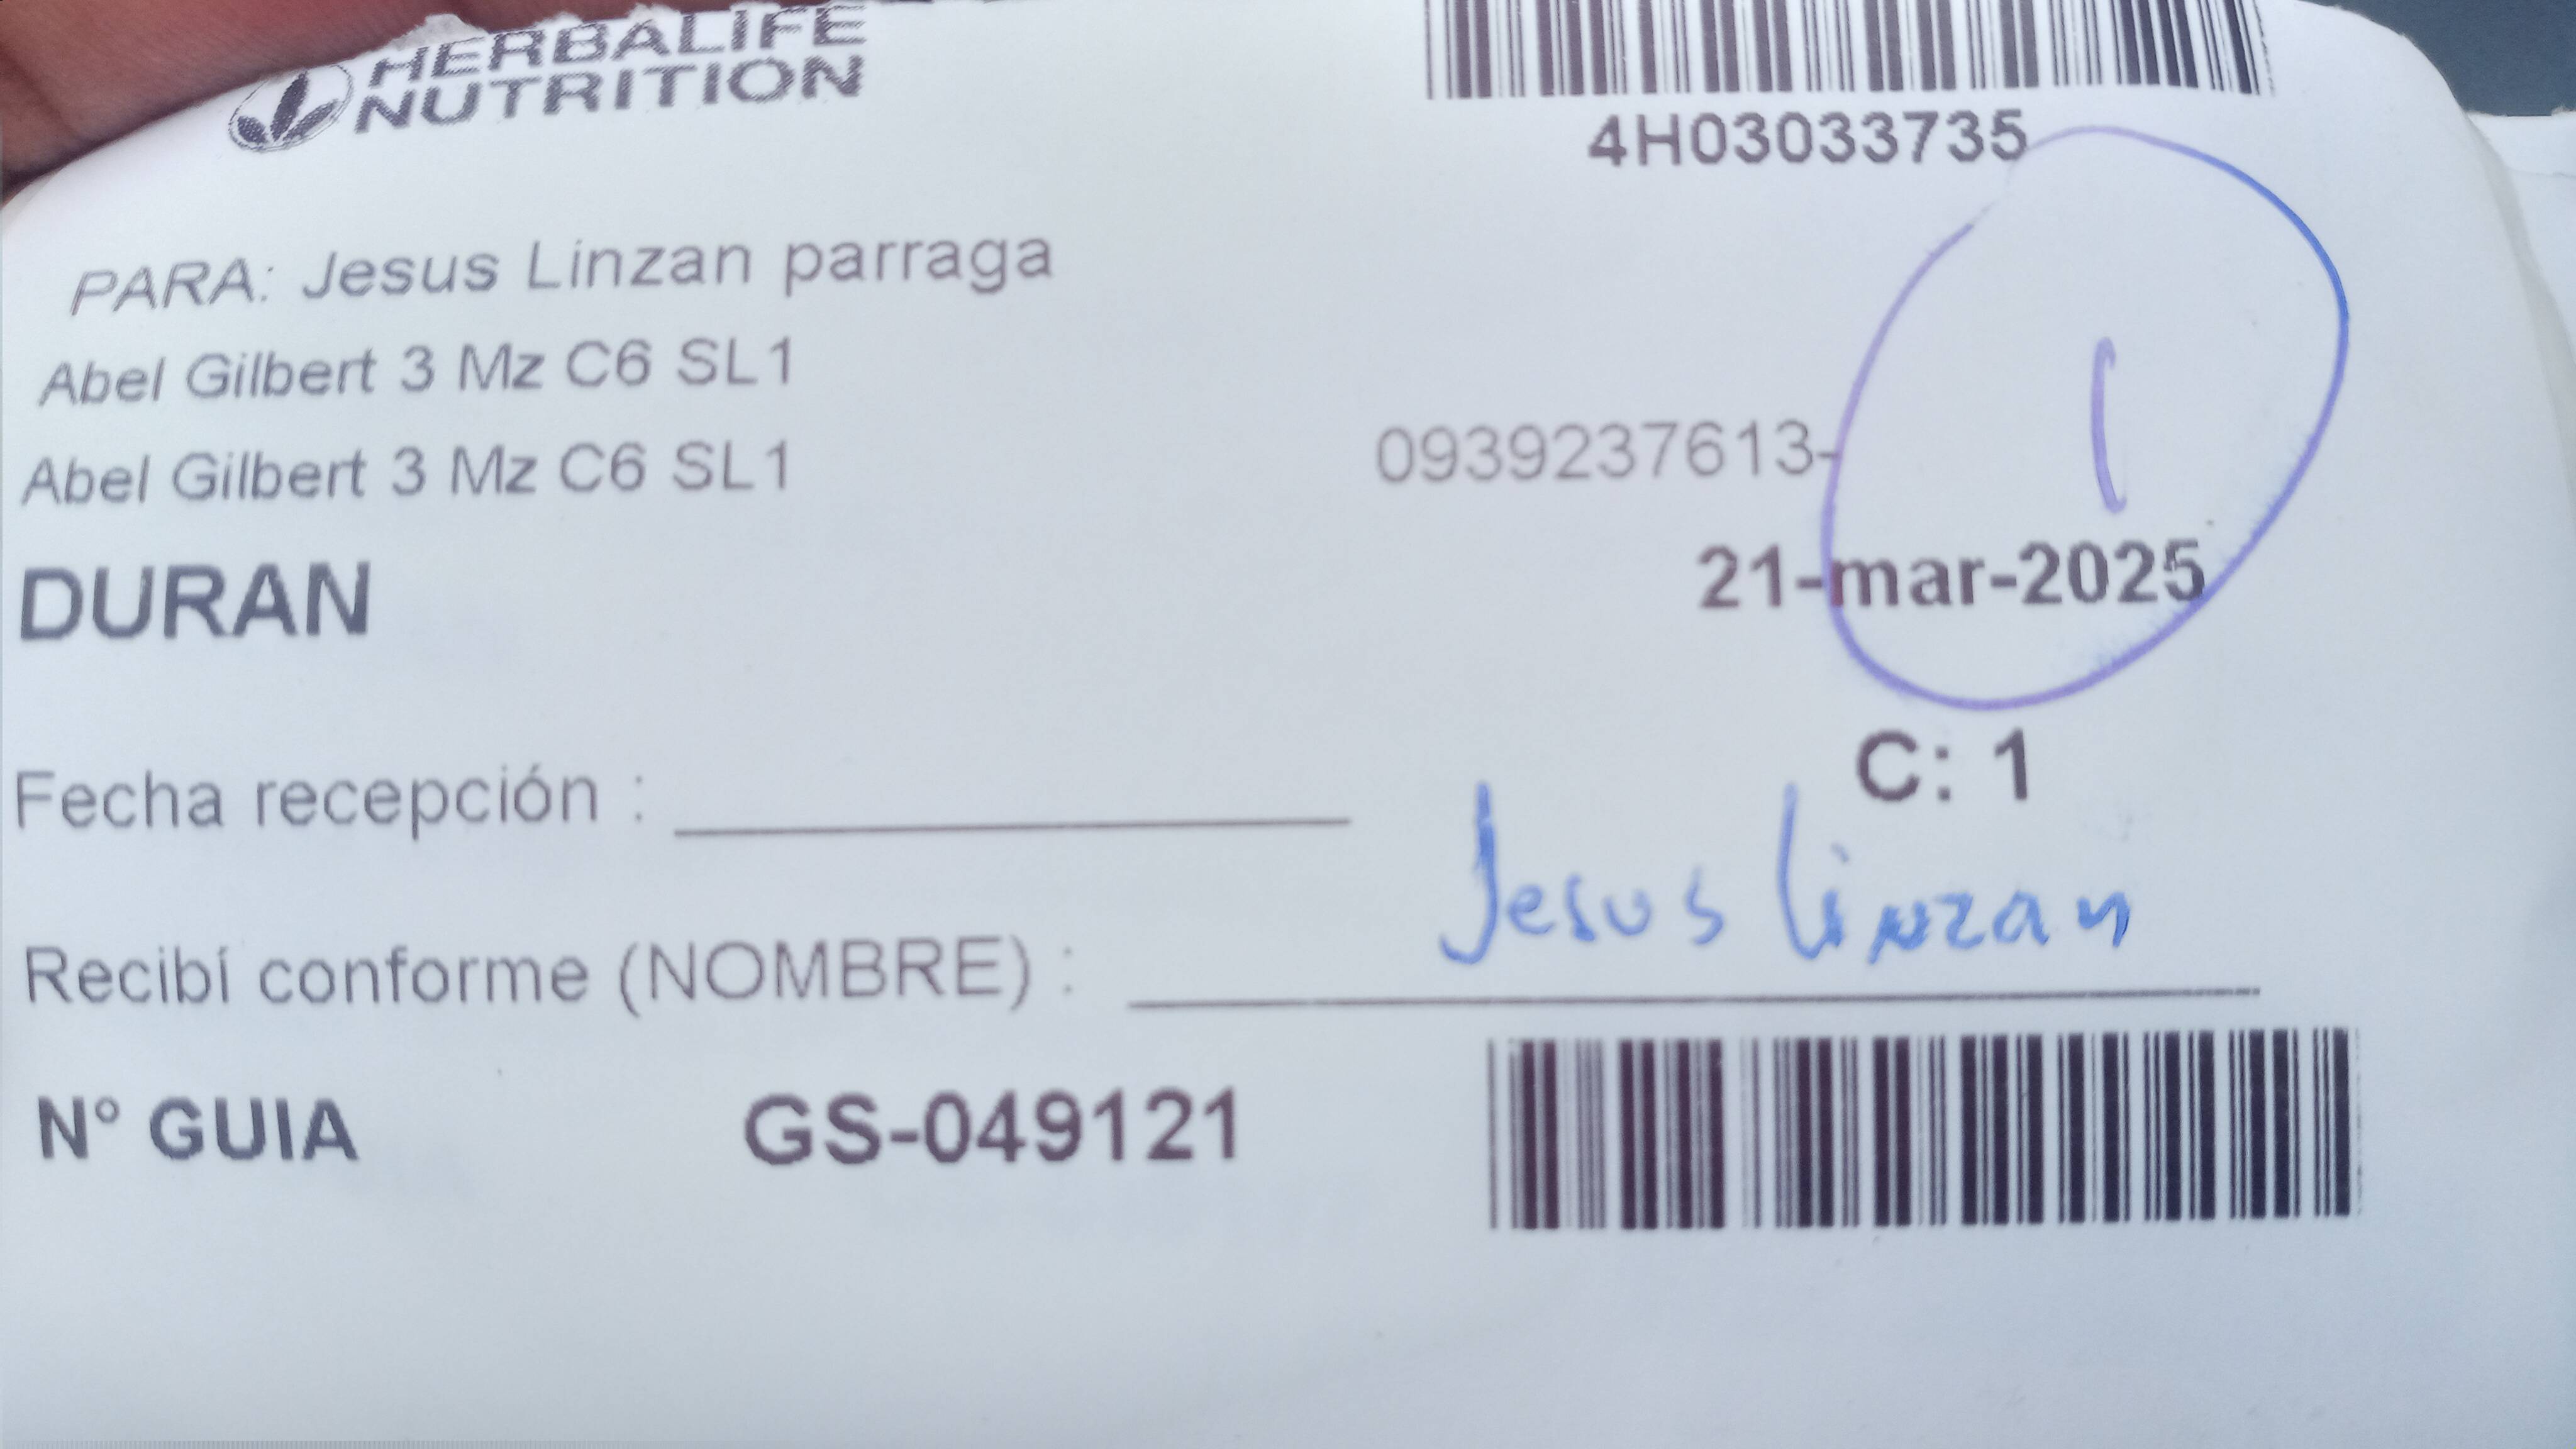 HERBALIFE
NUTRITION
4H03033735
PARA: Jesus Linzan parraga
Abel Gilbert 3 Mz C6 SL1
Abel Gilbert 3 Mz C6 SL1
0939237613-
1
DURAN
21-mar-2025
C: 1
Fecha recepción :
Recibí conforme (NOMBRE) : Jesus Linzan
N° GUIA GS-049121